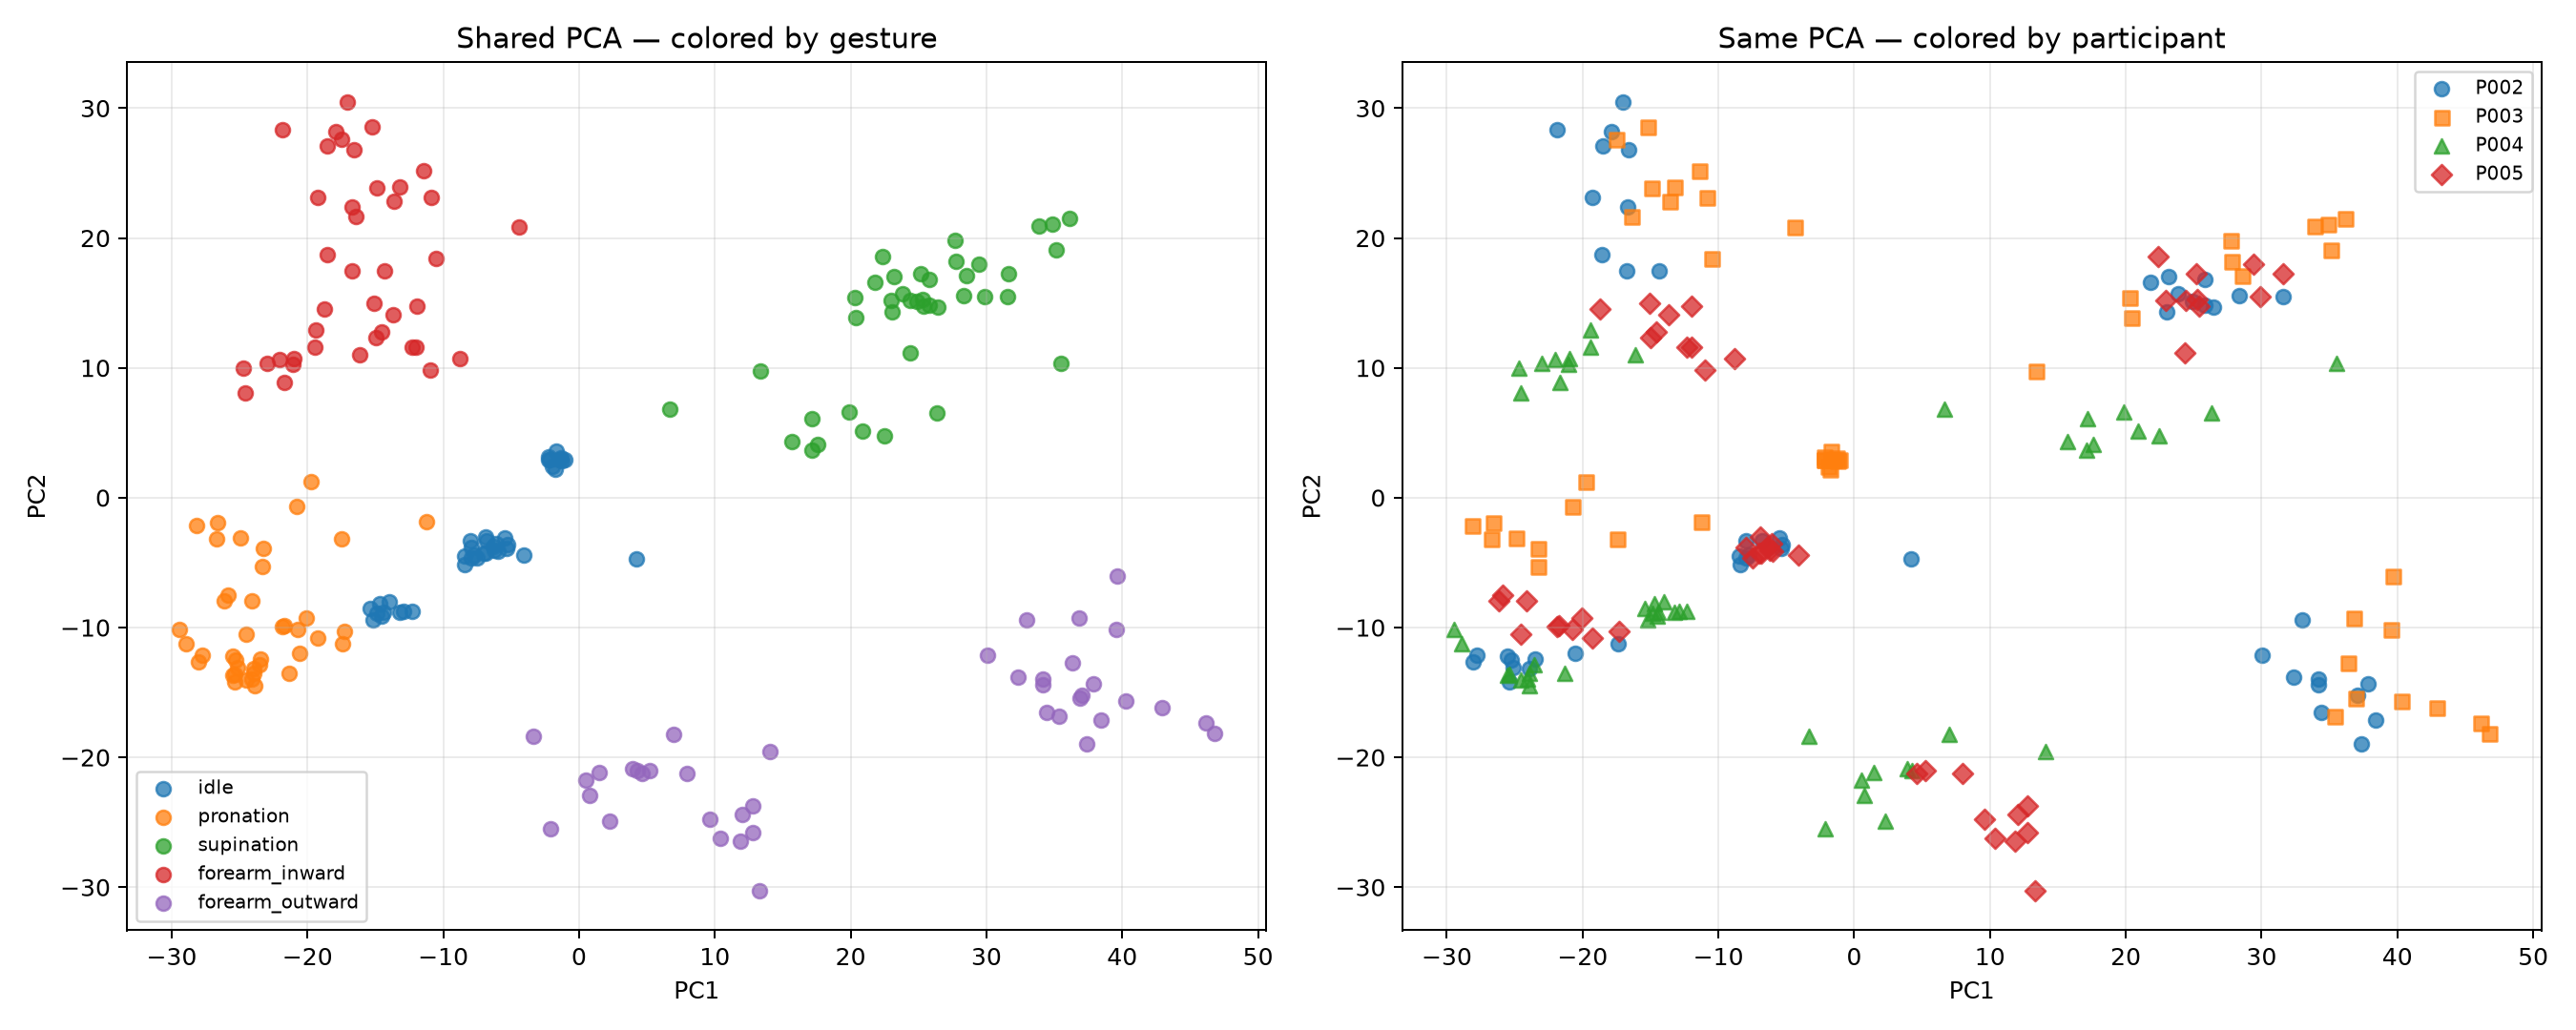 Shared PCA — colored by gesture
30
20
10
0
−10
−20
−30
PC2
idle
pronation
supination
forearm_inward
forearm_outward
−30
−20
−10
0
10
20
30
40
50
PC1
Same PCA — colored by participant
P002
P003
P004
P005
30
20
10
0
−10
−20
−30
PC2
−30
−20
−10
0
10
20
30
40
50
PC1